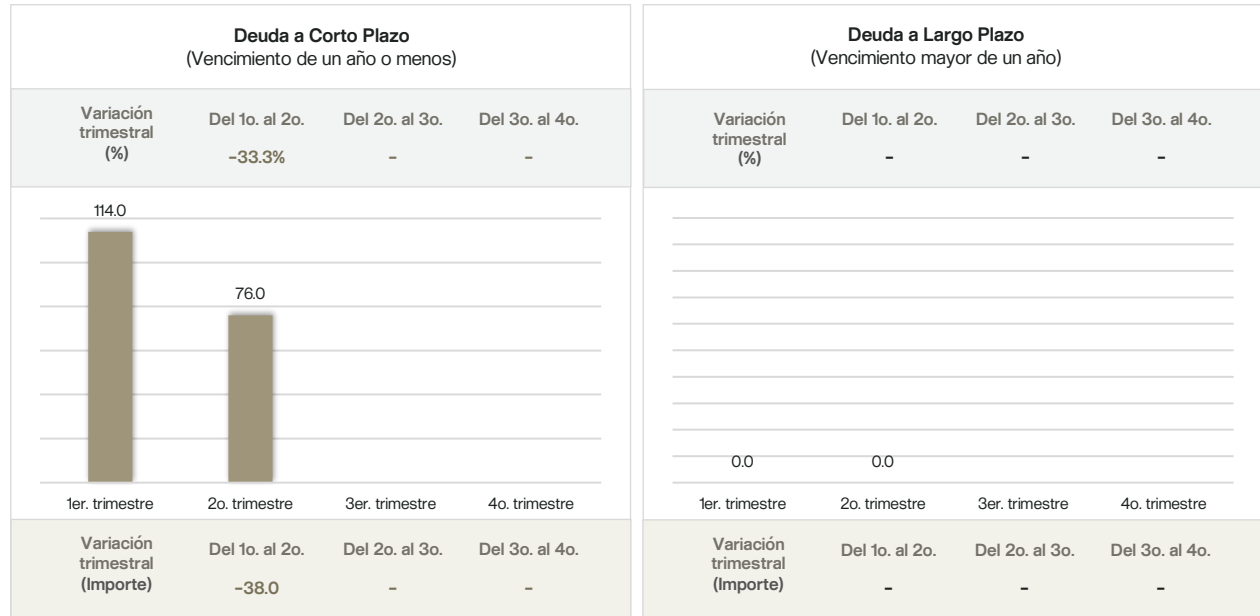 Deuda a Corto Plazo
(Vencimiento de un año o menos)
Variación
trimestral
(%)
Del 1o. al 2o.
Del 2o. al 3o.
Del 3o. al 4o.
-33.3%
-
-
114.0
76.0
1er. trimestre
2o. trimestre
3er. trimestre
4o. trimestre
Variación
trimestral
(Importe)
Del 1o. al 2o.
Del 2o. al 3o.
Del 3o. al 4o.
-38.0
-
-
Deuda a Largo Plazo
(Vencimiento mayor de un año)
Variación
trimestral
(%)
Del 1o. al 2o.
Del 2o. al 3o.
Del 3o. al 4o.
-
-
-
0.0
0.0
1er. trimestre
2o. trimestre
3er. trimestre
4o. trimestre
Variación
trimestral
(Importe)
Del 1o. al 2o.
Del 2o. al 3o.
Del 3o. al 4o.
-
-
-